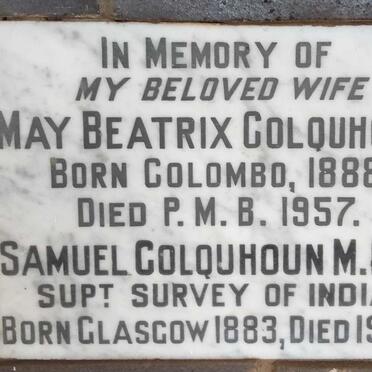 IN MEMORY OF
MY BELOVED WIFE
MAY BEATRIX COLQUHO
BORN COLOMBO, 1888
DIED P.M.B. 1957.
SAMUEL COLQUHOUN M.
SUPT SURVEY OF INDIA
BORN GLASGOW 1883, DIED 19